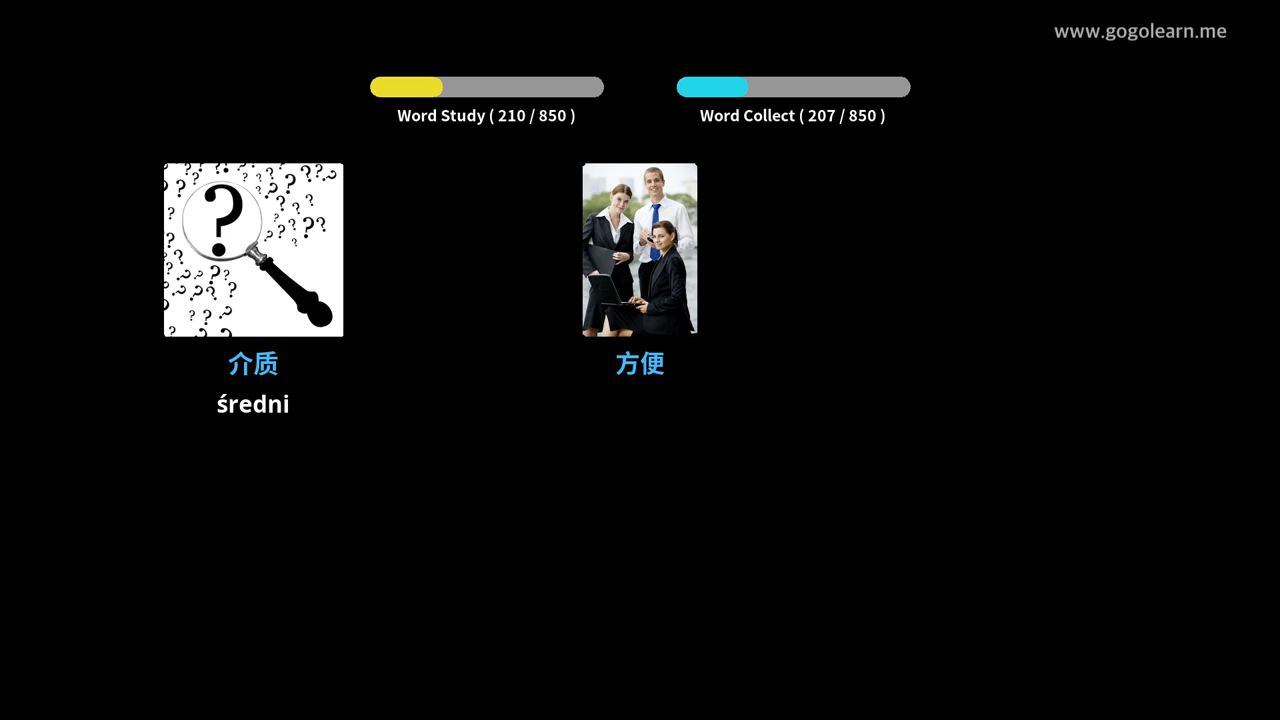 www.gogolearn.me
Word Study ( 210 / 850 )
Word Collect ( 207 / 850 )
介质
średni
方便